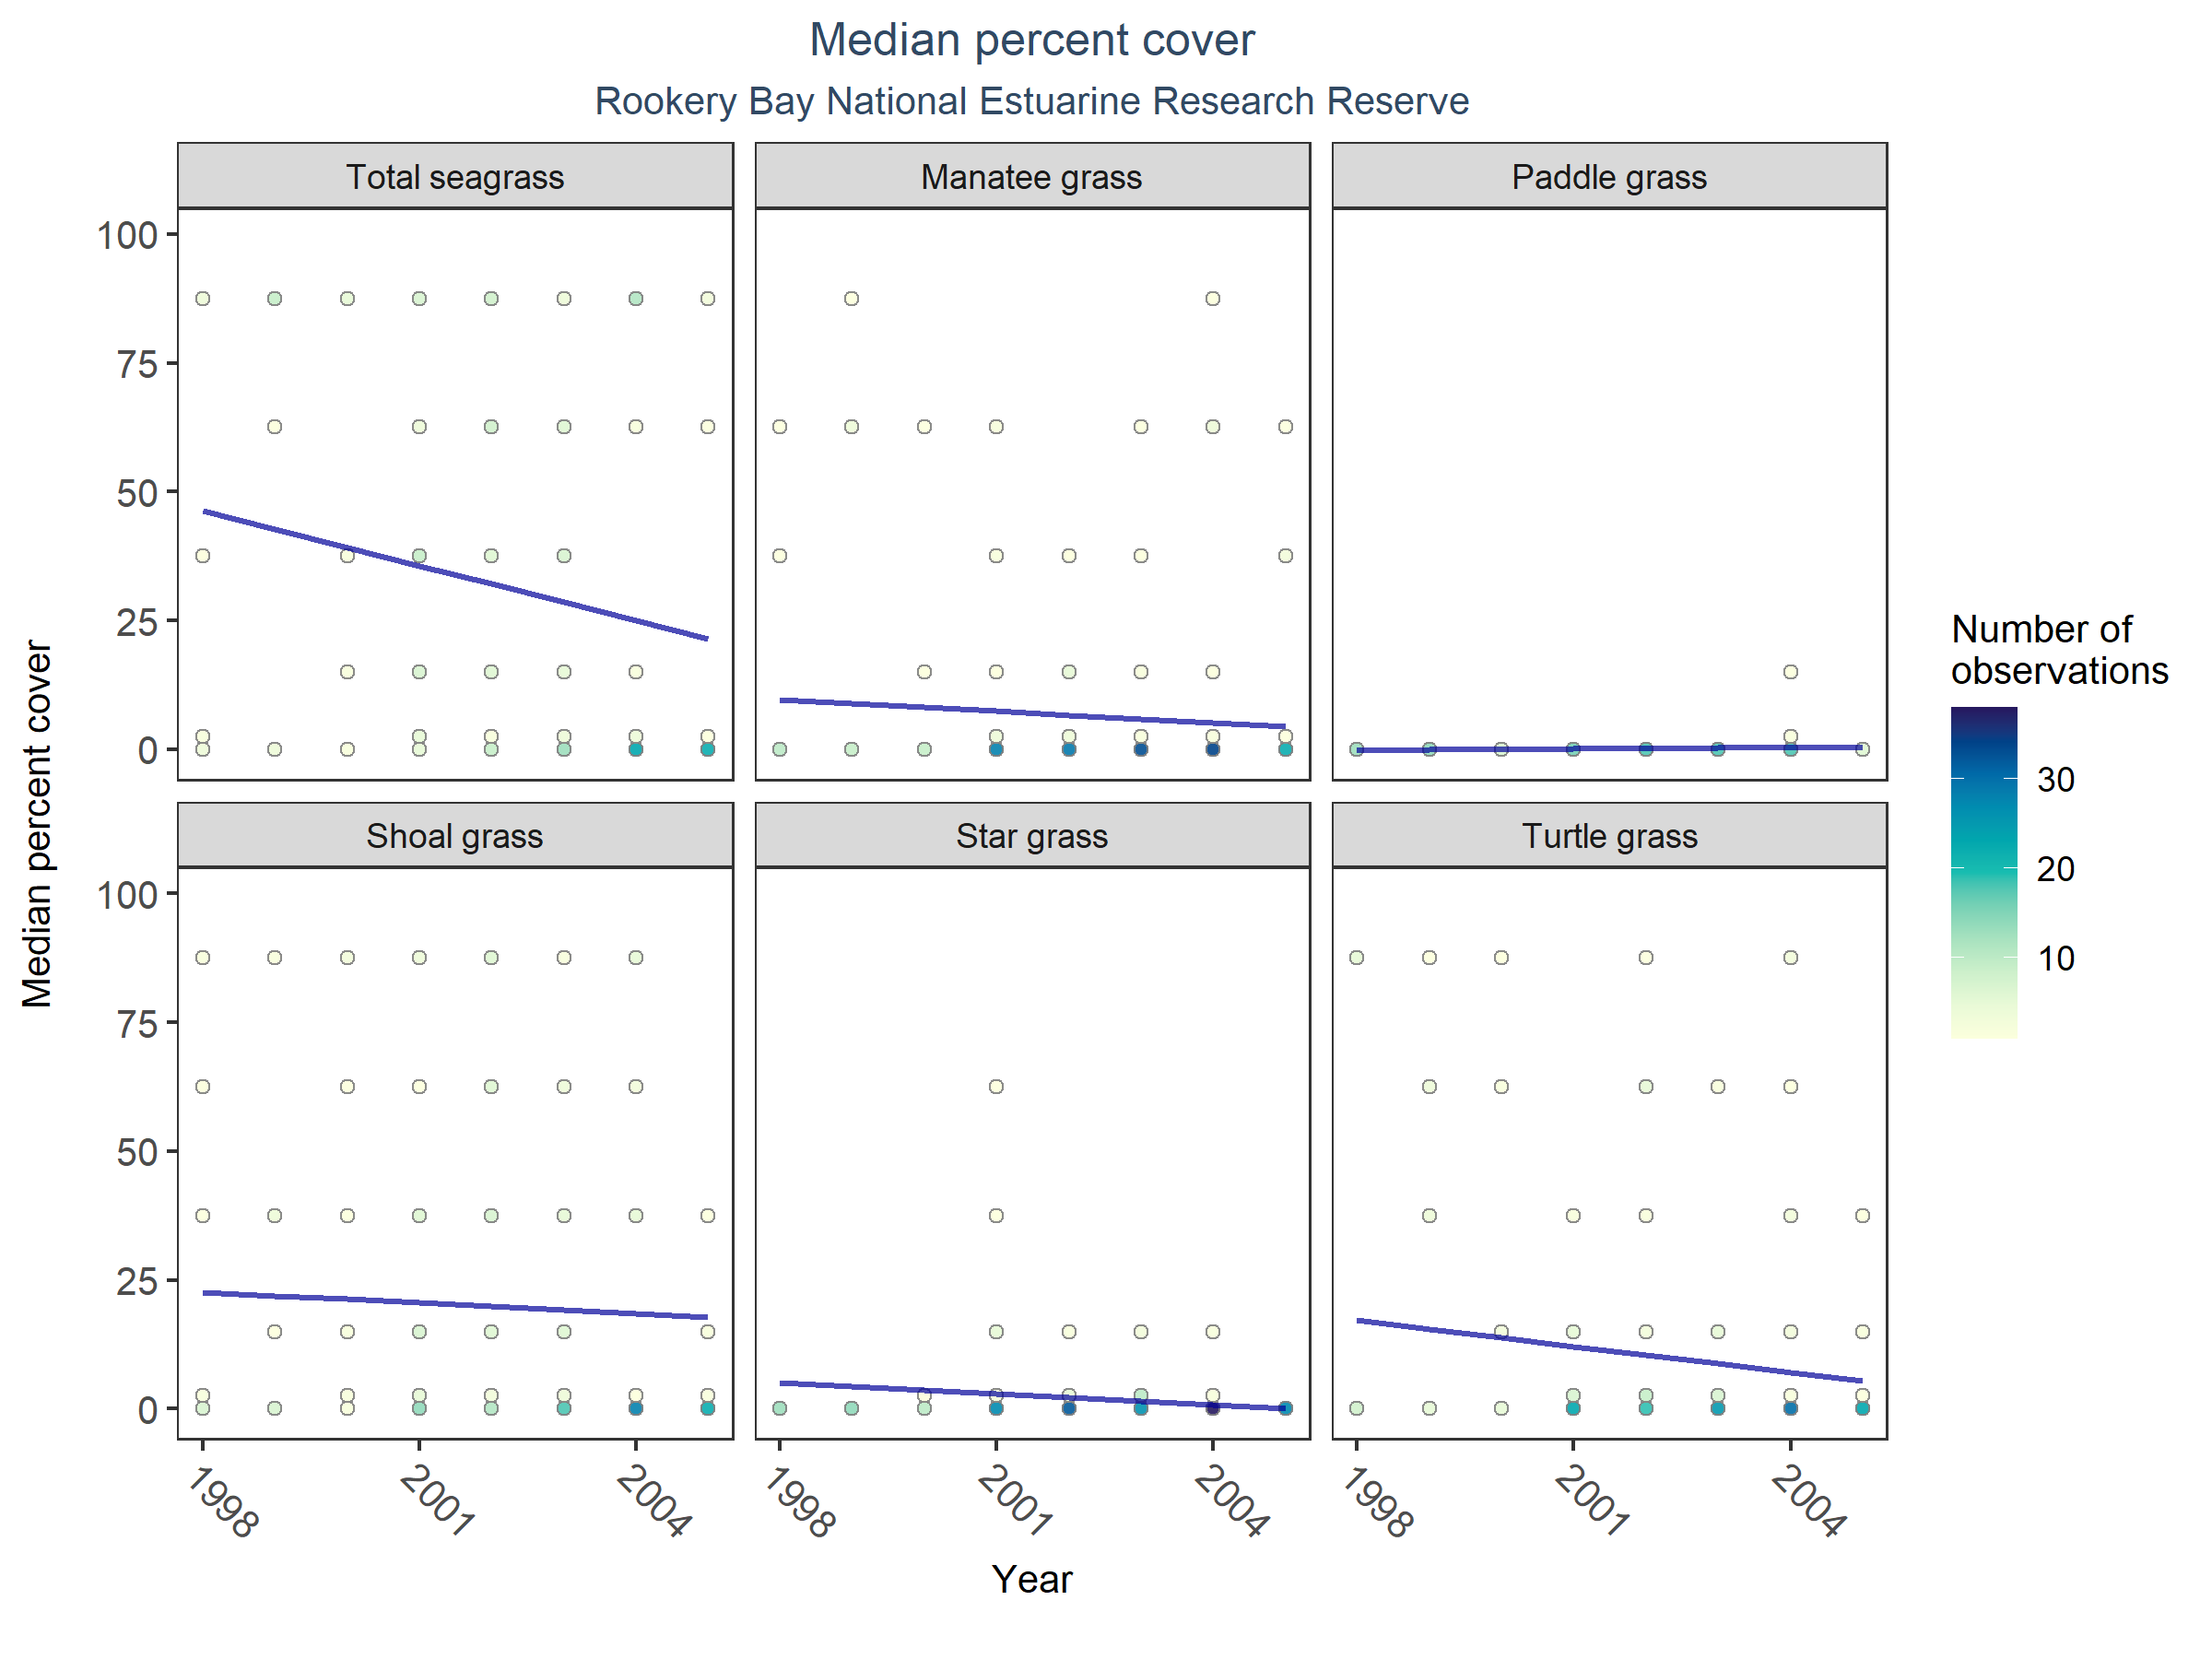 Median percent cover
Rookery Bay National Estuarine Research Reserve
Total seagrass
Manatee grass
Paddle grass
100
75
50
25
0
Shoal grass
Star grass
Turtle grass
100
75
50
25
0
1998
2001
2004
1998
2001
2004
1998
2001
2004
Year
Median percent cover
Number of
observations
30
20
10